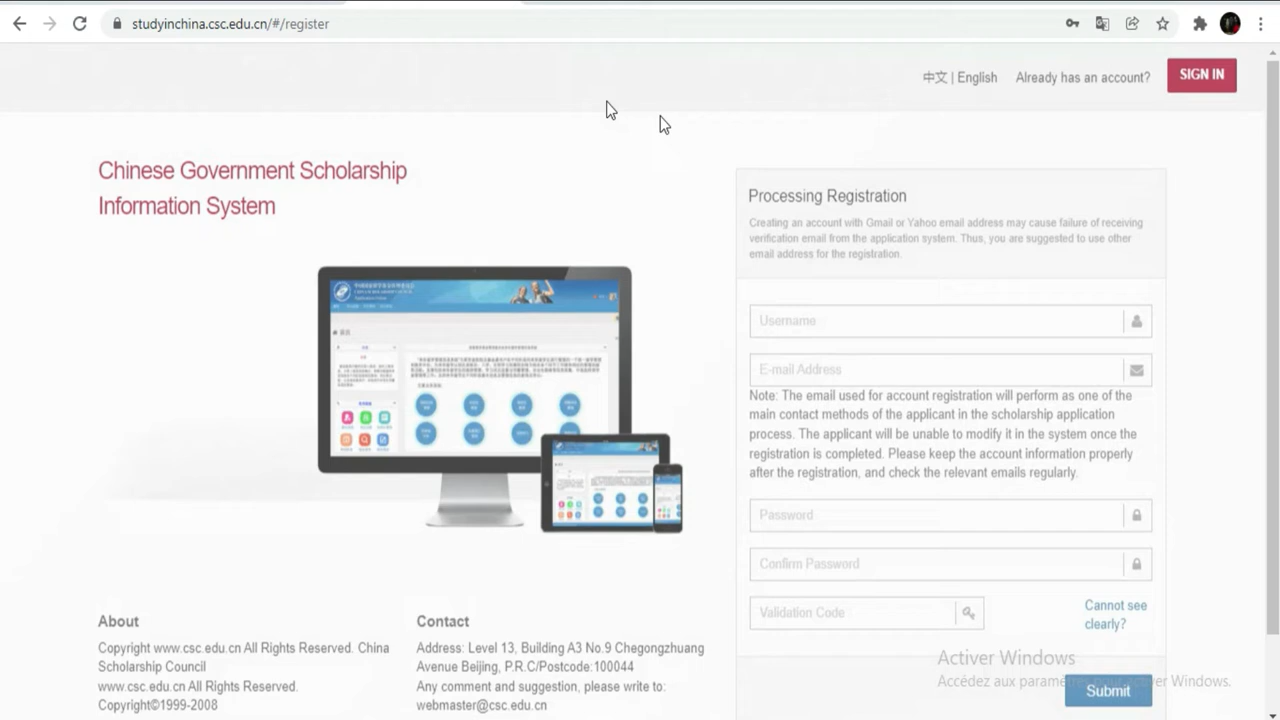 studyinchina.csc.edu.cn/#/register
中文 | English
Already has an account?
SIGN IN
Chinese Government Scholarship
Information System
Processing Registration
Creating an account with Gmail or Yahoo email address may cause failure of receiving
verification email from the application system. Thus, you are suggested to use other
email address for the registration.
Username
E-mail Address
Note: The email used for account registration will perform as one of the
main contact methods of the applicant in the scholarship application
process. The applicant will be unable to modify it in the system once the
registration is completed. Please keep the account information properly
after the registration, and check the relevant emails regularly.
Password
Confirm Password
Validation Code
Cannot see
clearly?
Submit
About
Copyright www.csc.edu.cn All Rights Reserved. China
Scholarship Council
www.csc.edu.cn All Rights Reserved.
Copyright©1999-2008
Contact
Address: Level 13, Building A3 No.9 Chegongzhuang
Avenue Beijing, P.R.C/Postcode:100044
Any comment and suggestion, please write to:
webmaster@csc.edu.cn
Activer Windows
Accédez aux Windows.